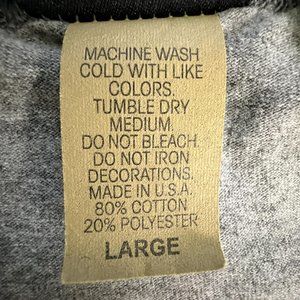 MACHINE WASH
COLD WITH LIKE
COLORS.
TUMBLE DRY
MEDIUM.
DO NOT BLEACH.
DO NOT IRON
DECORATIONS.
MADE IN U.S.A.
80% COTTON
20% POLYESTER
LARGE